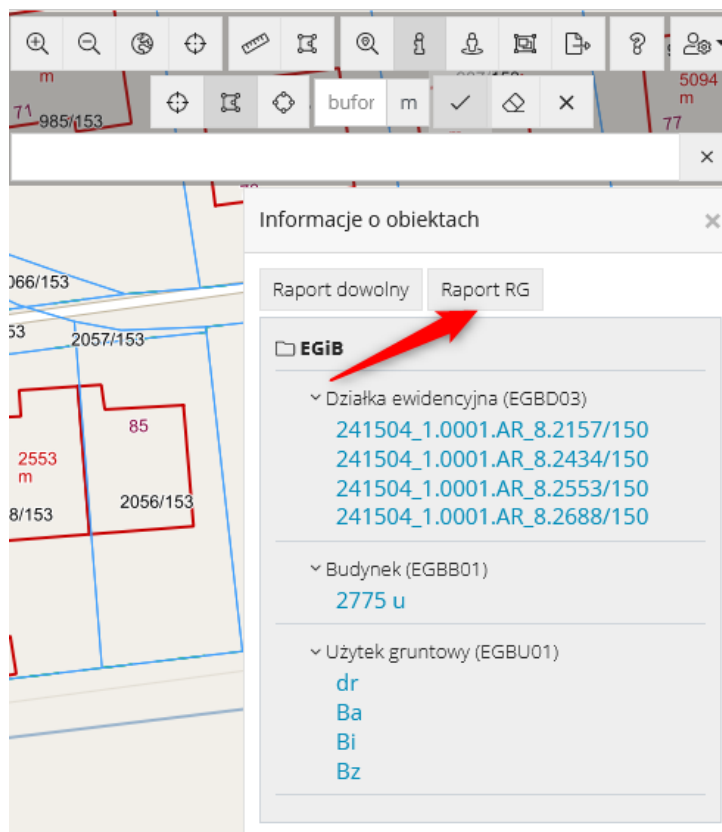 m
71
985/153
bufor
m
5094
m
77
Informacje o obiektach
066/153
Raport dowolny
Raport RG
53
2057/153
EGiB
Działka ewidencyjna (EGBD03)
241504_1.0001.AR_8.2157/150
241504_1.0001.AR_8.2434/150
241504_1.0001.AR_8.2553/150
241504_1.0001.AR_8.2688/150
85
2553
m
2056/153
8/153
Budynek (EGBB01)
2775 u
Użytek gruntowy (EGBU01)
dr
Ba
Bi
Bz